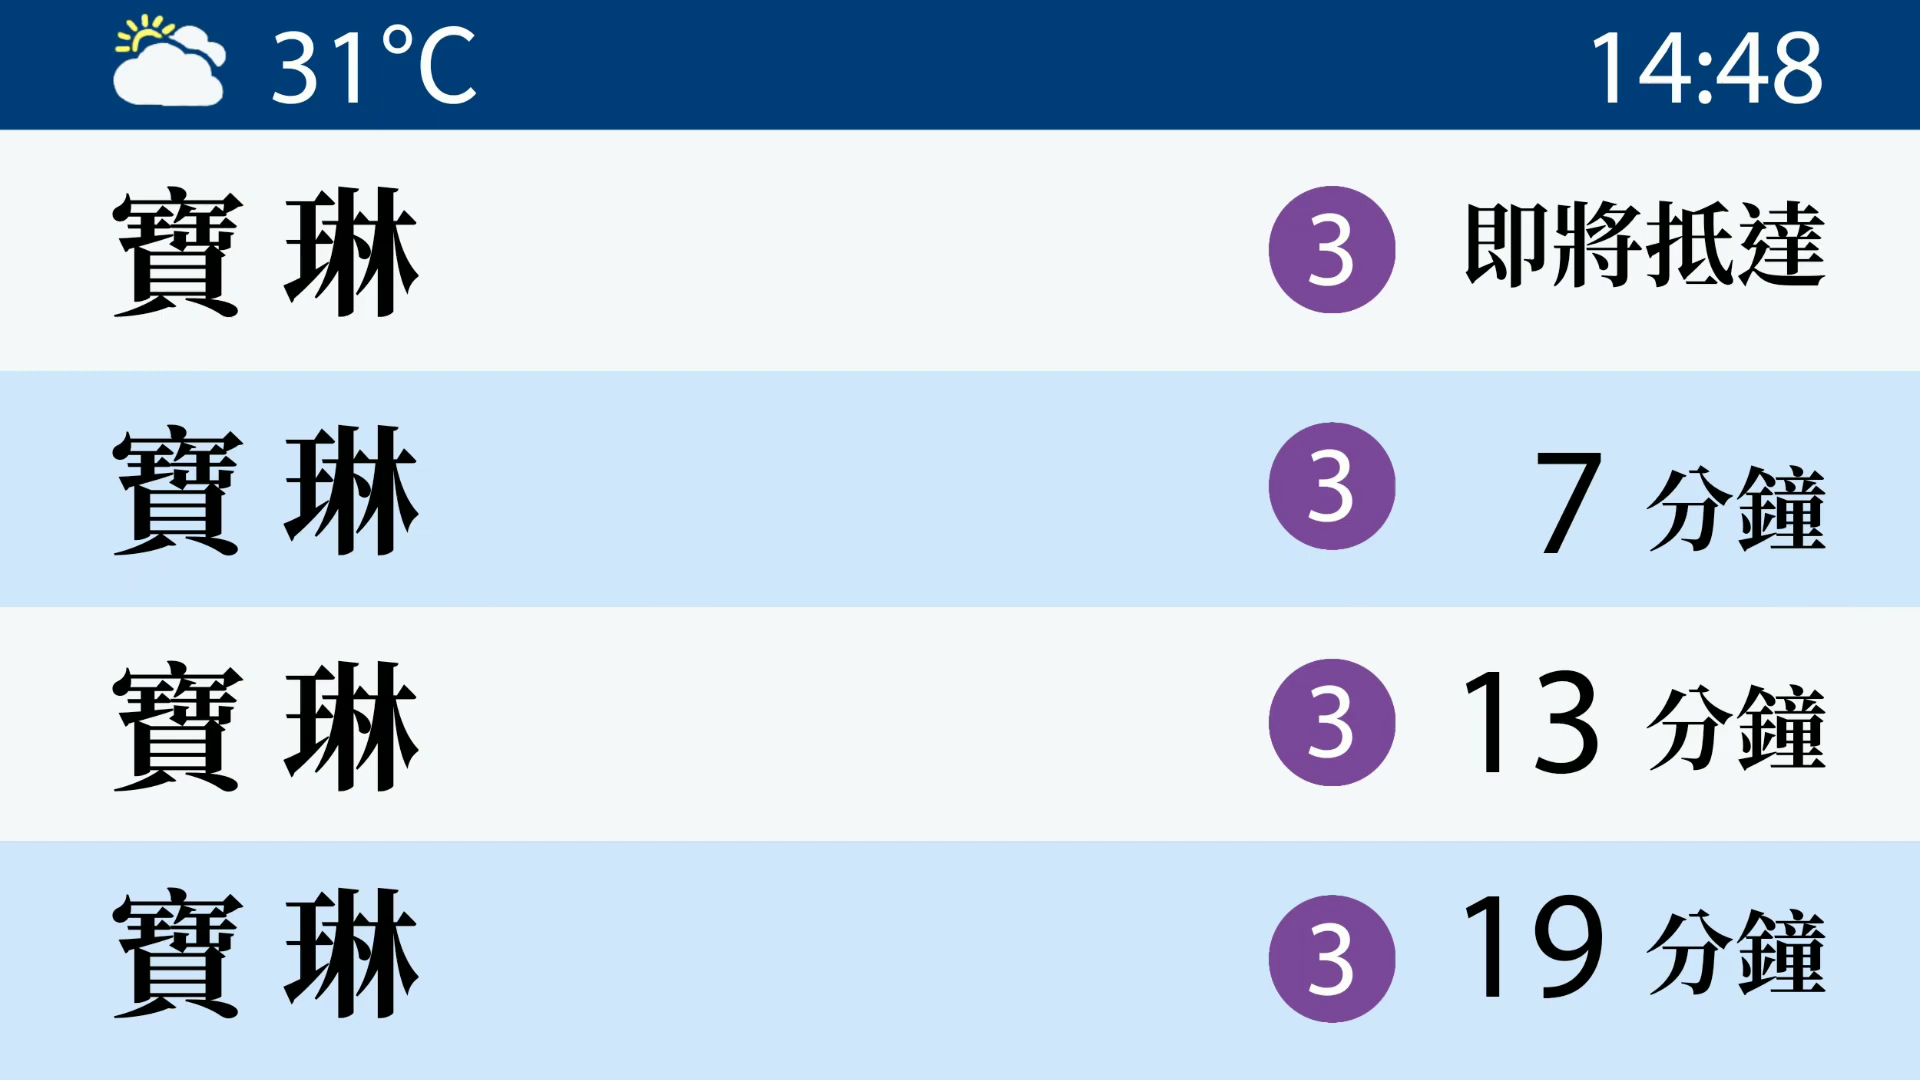 31°C 14:48
寶琳 3 即將抵達
寶琳 3 7 分鐘
寶琳 3 13 分鐘
寶琳 3 19 分鐘